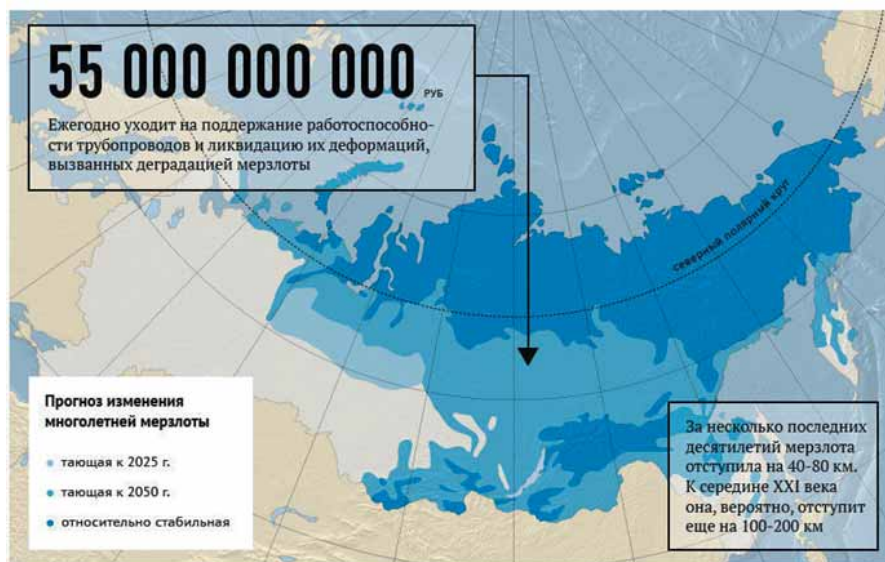 55 000 000 000 РУБ
Ежегодно уходит на поддержание работоспособно-
сти трубопроводов и ликвидацию их деформаций,
вызванных деградацией мерзлоты
северный полярный круг
Прогноз изменения
многолетней мерзлоты
• тающая к 2025 г.
• тающая к 2050 г.
• относительно стабильная
За несколько последних
десятилетий мерзлота
отступила на 40-80 км.
К середине XXI века
она, вероятно, отступит
еще на 100-200 км